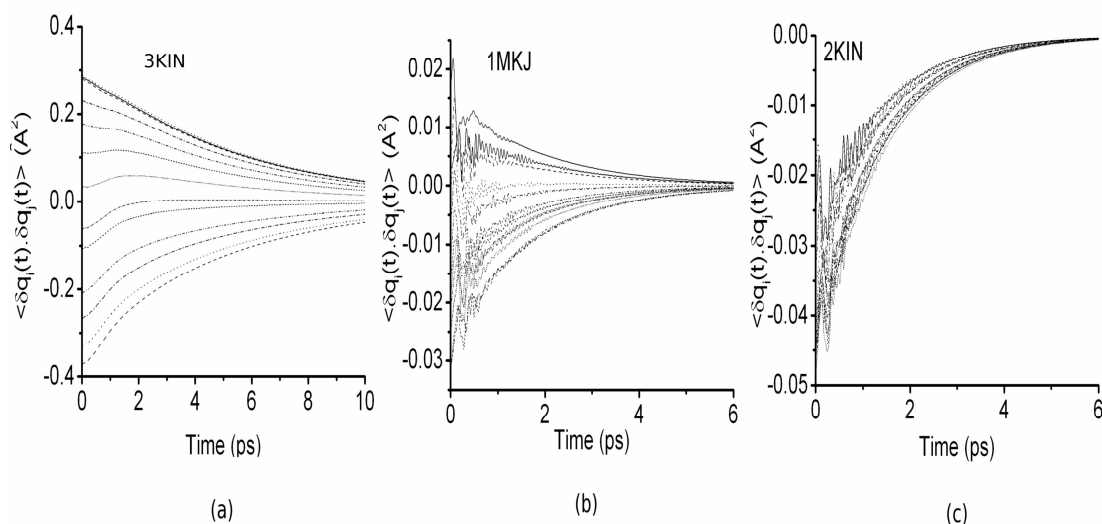 3KIN
0.4
0.2
0.0
-0.2
-0.4
0 2 4 6 8 10
<δq_i(t).δq_j(t)> (A^2)
Time (ps)
(a)
1MKJ
0.02
0.01
0.00
-0.01
-0.02
-0.03
0 2 4 6
<δq_i(t).δq_j(t)> (A^2)
Time (ps)
(b)
2KIN
0.00
-0.01
-0.02
-0.03
-0.04
-0.05
0 2 4 6
<δq_i(t).δq_j(t)> (A^2)
Time (ps)
(c)